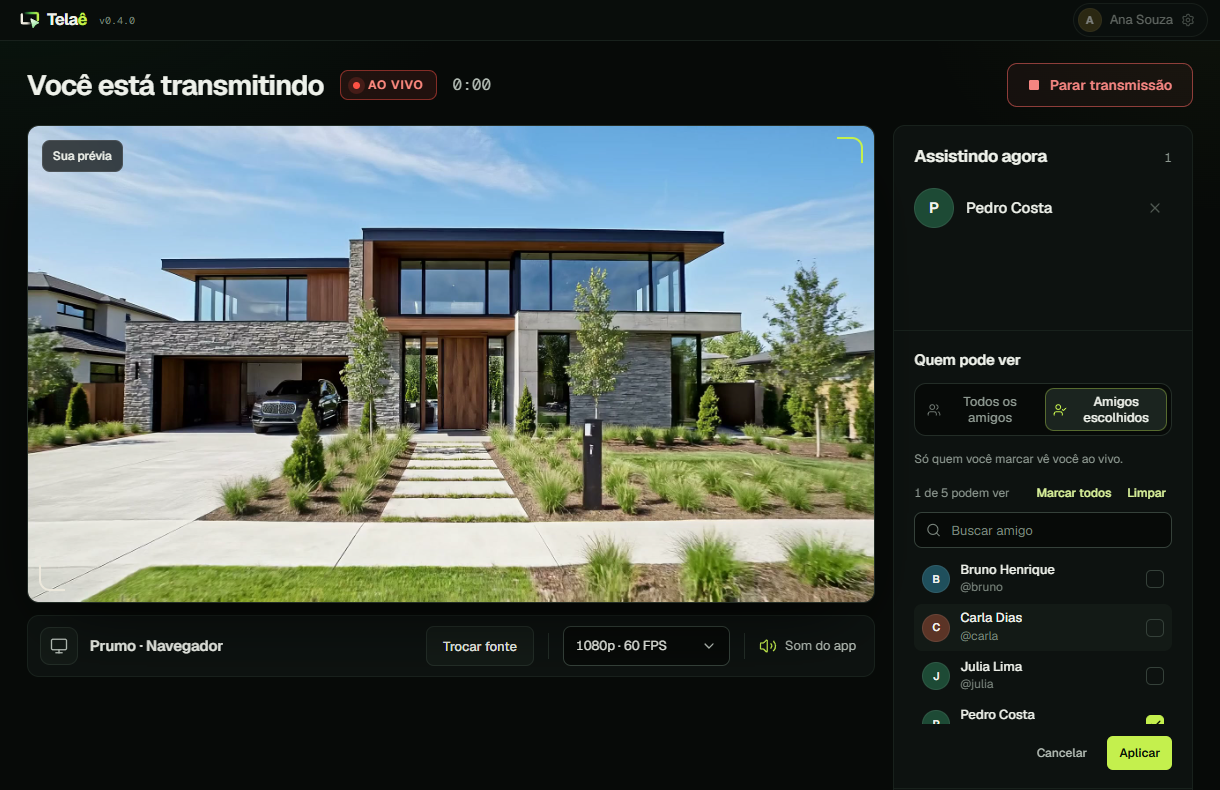 Telaê v0.4.0
A Ana Souza
Você está transmitindo
AO VIVO
0:00
Parar transmissão
Sua prévia
Assistindo agora
1
P Pedro Costa
Quem pode ver
Todos os
amigos
Amigos
escolhidos
Só quem você marcar vê você ao vivo.
1 de 5 podem ver
Marcar todos
Limpar
Buscar amigo
B Bruno Henrique
@bruno
C Carla Dias
@carla
J Julia Lima
@julia
P Pedro Costa
Cancelar
Aplicar
Prumo · Navegador
Trocar fonte
1080p · 60 FPS
Som do app